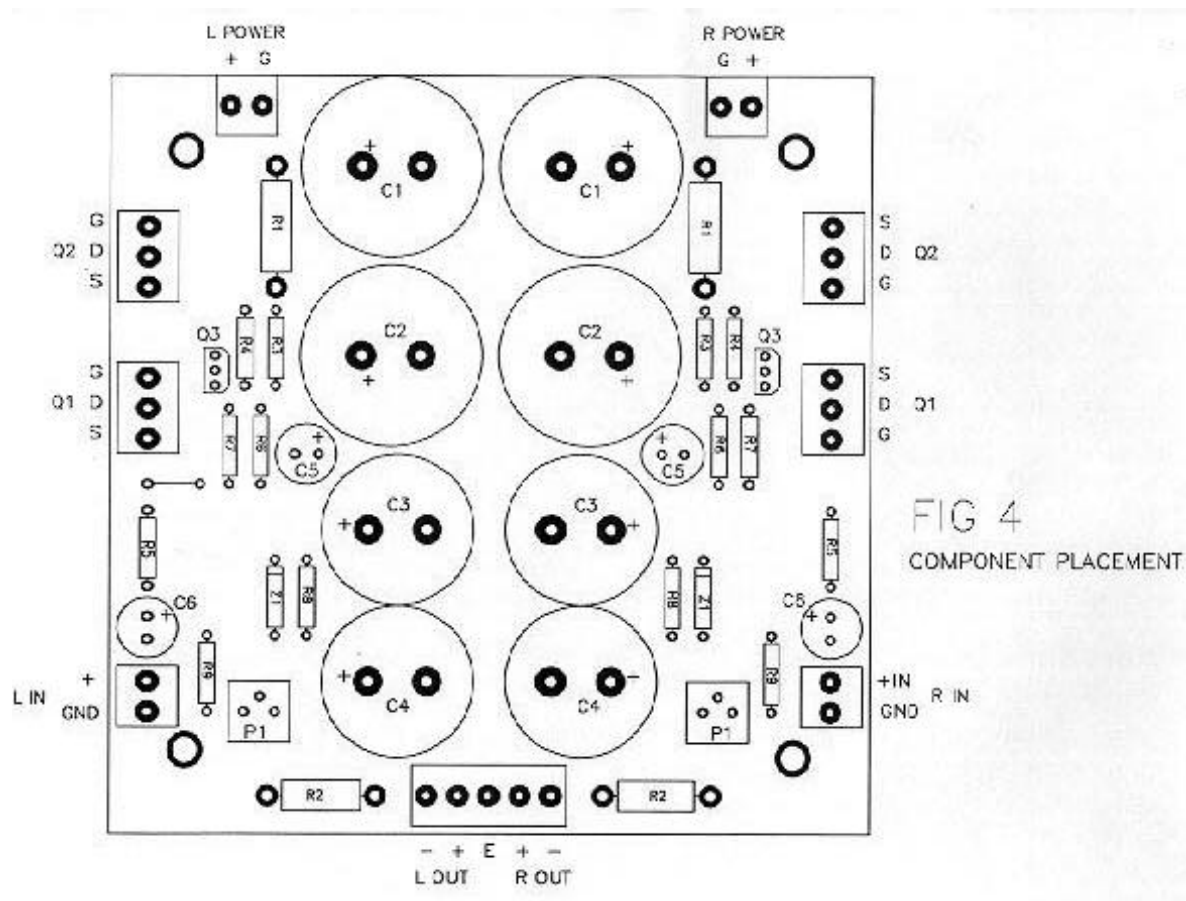 L POWER
R POWER
+ G
G +
+ +
C1 C1
R1 R1
G S
Q2 D D Q2
S G
C2 C2
Q3 R4 R3 R3 R4 Q3
+ +
G S
Q1 D D Q1
S G
R7 R6 + + R6 R7
C5 C5
C3 C3
+ +
FIG 4
COMPONENT PLACEMENT
R5 R5
Z1 R8 R8 Z1
C6 + + C6
R9 R9
+ + + +IN
L IN R IN
GND GND
C4 C4
P1 P1
R2 R2
- + E + -
L OUT R OUT